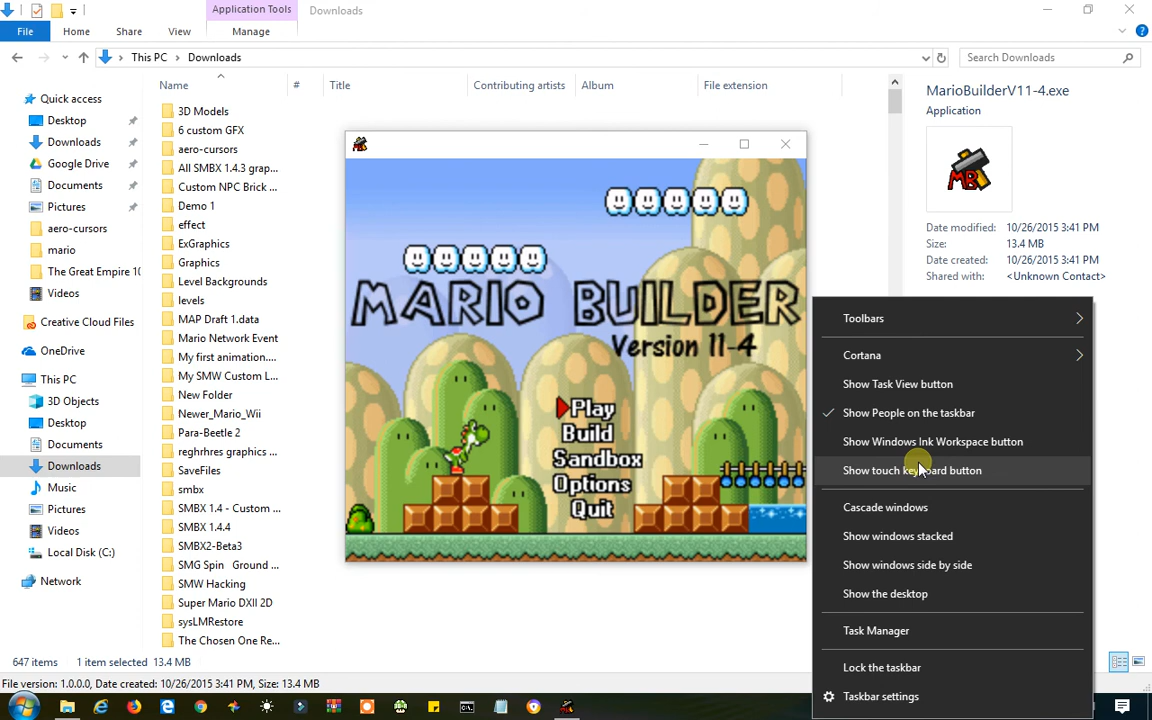 Application Tools
Downloads
File
Home
Share
View
Manage
This PC
Downloads
Search Downloads
Name
#
Title
Contributing artists
Album
File extension
Quick access
Desktop
Downloads
Google Drive
Documents
Pictures
aero-cursors
mario
The Great Empire 10
Videos
Creative Cloud Files
OneDrive
This PC
3D Objects
Desktop
Documents
Downloads
Music
Pictures
Videos
Local Disk (C:)
Network
3D Models
6 custom GFX
aero-cursors
All SMBX 1.4.3 grap...
Custom NPC Brick ...
Demo 1
effect
ExGraphics
Graphics
Level Backgrounds
levels
MAP Draft 1.data
Mario Network Event
My first animation....
My SMW Custom L...
New Folder
Newer_Mario_Wii
Para-Beetle 2
reghrhres graphics ...
SaveFiles
smbx
SMBX 1.4 - Custom ...
SMBX 1.4.4
SMBX2-Beta3
SMG Spin Ground ...
SMW Hacking
Super Mario DXII 2D
sysLMRestore
The Chosen One Re...
MARIO BUILDER
Version 11-4
Play
Build
Sandbox
Options
Quit
MarioBuilderV11-4.exe
Application
MB
Date modified: 10/26/2015 3:41 PM
Size: 13.4 MB
Date created: 10/26/2015 3:41 PM
Shared with: <Unknown Contact>
Toolbars
Cortana
Show Task View button
Show People on the taskbar
Show Windows Ink Workspace button
Show touch keyboard button
Cascade windows
Show windows stacked
Show windows side by side
Show the desktop
Task Manager
Lock the taskbar
Taskbar settings
647 items 1 item selected 13.4 MB
File version: 1.0.0.0, Date created: 10/26/2015 3:41 PM, Size: 13.4 MB